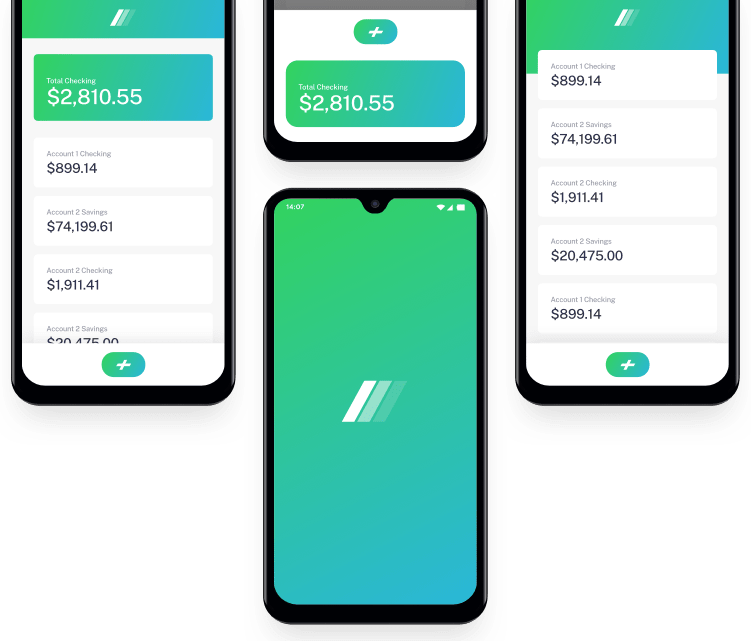 Total Checking
$2,810.55
Account 1 Checking
$899.14
Account 2 Savings
$74,199.61
Account 2 Checking
$1,911.41
Account 2 Savings
$20,475.00
Total Checking
$2,810.55
14:07
Account 1 Checking
$899.14
Account 2 Savings
$74,199.61
Account 2 Checking
$1,911.41
Account 2 Savings
$20,475.00
Account 1 Checking
$899.14